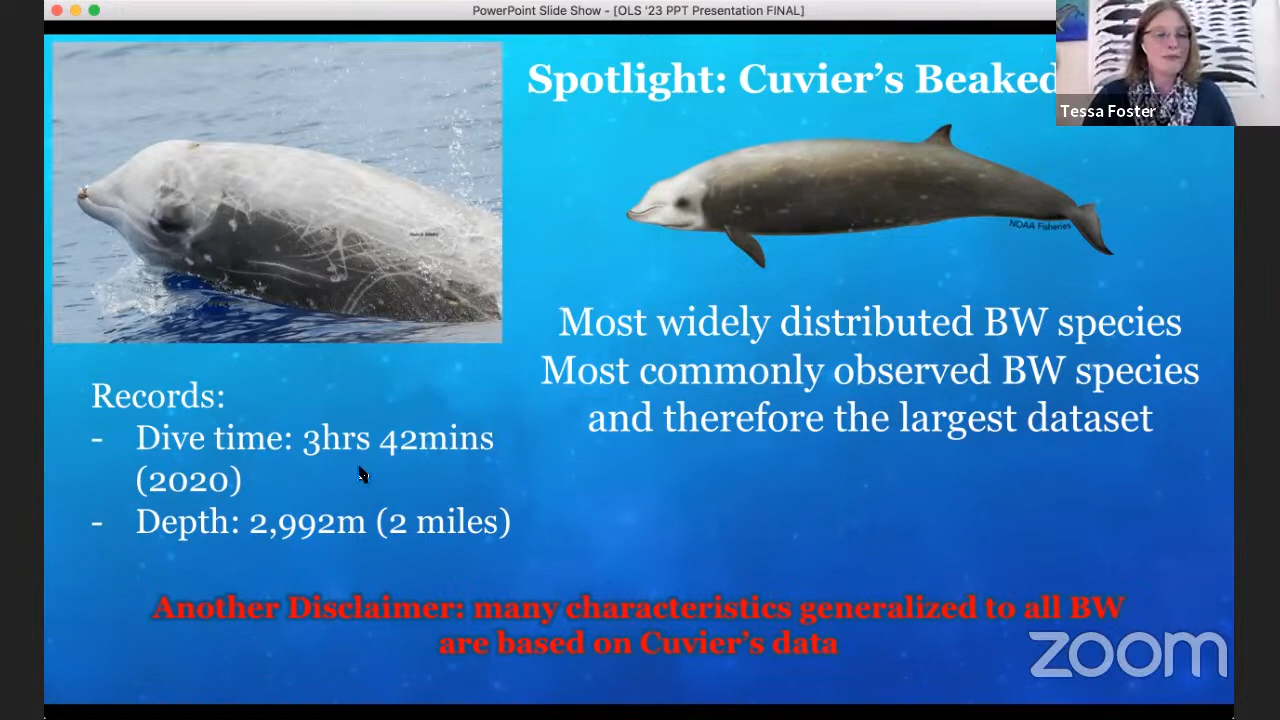 PowerPoint Slide Show - [OLS '23 PPT Presentation FINAL]
Spotlight: Cuvier’s Beaked
Tessa Foster
NOAA Fisheries
Most widely distributed BW species
Most commonly observed BW species
and therefore the largest dataset
Records:
- Dive time: 3hrs 42mins
(2020)
- Depth: 2,992m (2 miles)
Another Disclaimer: many characteristics generalized to all BW
are based on Cuvier’s data
zoom